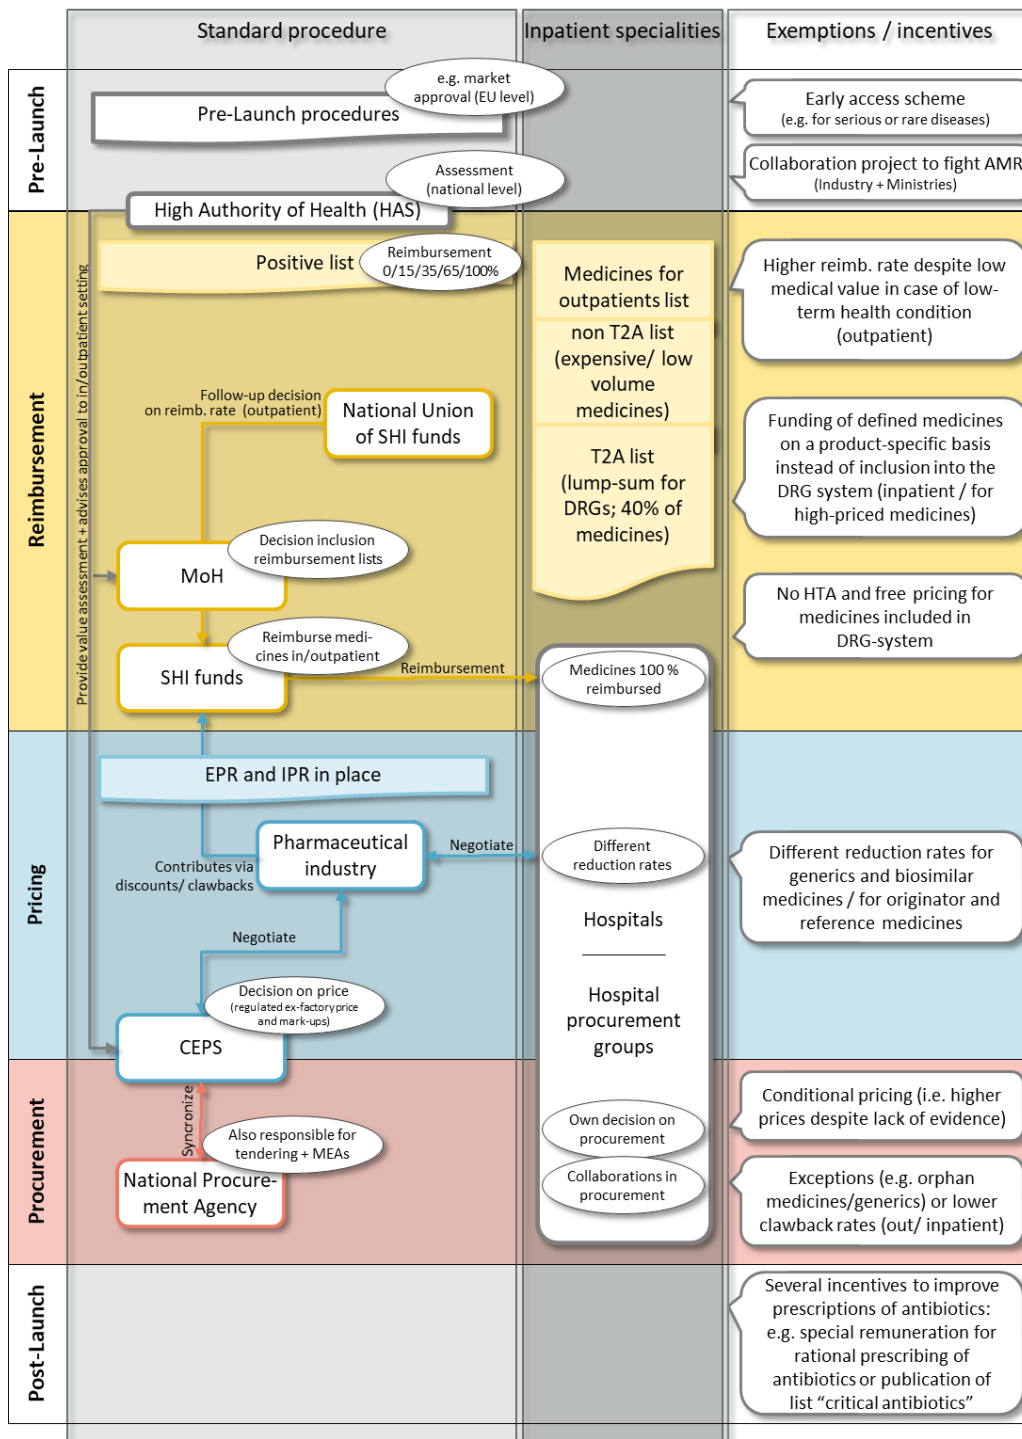 Standard procedure
Inpatient specialities
Exemptions / incentives
Pre-Launch
e.g. market
approval (EU level)
Pre-Launch procedures
Early access scheme
(e.g. for serious or rare diseases)
Assessment
(national level)
High Authority of Health (HAS)
Collaboration project to fight AMR
(Industry + Ministries)
Provide value assessment + advises approval to in/outpatient setting
Reimbursement
Positive list
Reimbursement
0/15/35/65/100%
Medicines for
outpatients list
non T2A list
(expensive/ low
volume
medicines)
T2A list
(lump-sum for
DRGs; 40% of
medicines)
Higher reimb. rate despite low
medical value in case of low-
term health condition
(outpatient)
Follow-up decision
on reimb. rate (outpatient)
National Union
of SHI funds
Funding of defined medicines
on a product-specific basis
instead of inclusion into the
DRG system (inpatient / for
high-priced medicines)
Decision inclusion
reimbursement lists
MoH
No HTA and free pricing for
medicines included in
DRG-system
Reimburse medi-
cines in/outpatient
SHI funds
Reimbursement
Medicines 100 %
reimbursed
Pricing
EPR and IPR in place
Pharmaceutical
industry
Contributes via
discounts/ clawbacks
Negotiate
Different
reduction rates
Different reduction rates for
generics and biosimilar
medicines / for originator and
reference medicines
Negotiate
Hospitals
Hospital
procurement
groups
Decision on price
(regulated ex-factory price
and mark-ups)
CEPS
Procurement
Syncronize
Also responsible for
tendering + MEAs
National Procure-
ment Agency
Own decision on
procurement
Collaborations in
procurement
Conditional pricing (i.e. higher
prices despite lack of evidence)
Exceptions (e.g. orphan
medicines/generics) or lower
clawback rates (out/ inpatient)
Post-Launch
Several incentives to improve
prescriptions of antibiotics:
e.g. special remuneration for
rational prescribing of
antibiotics or publication of
list “critical antibiotics”